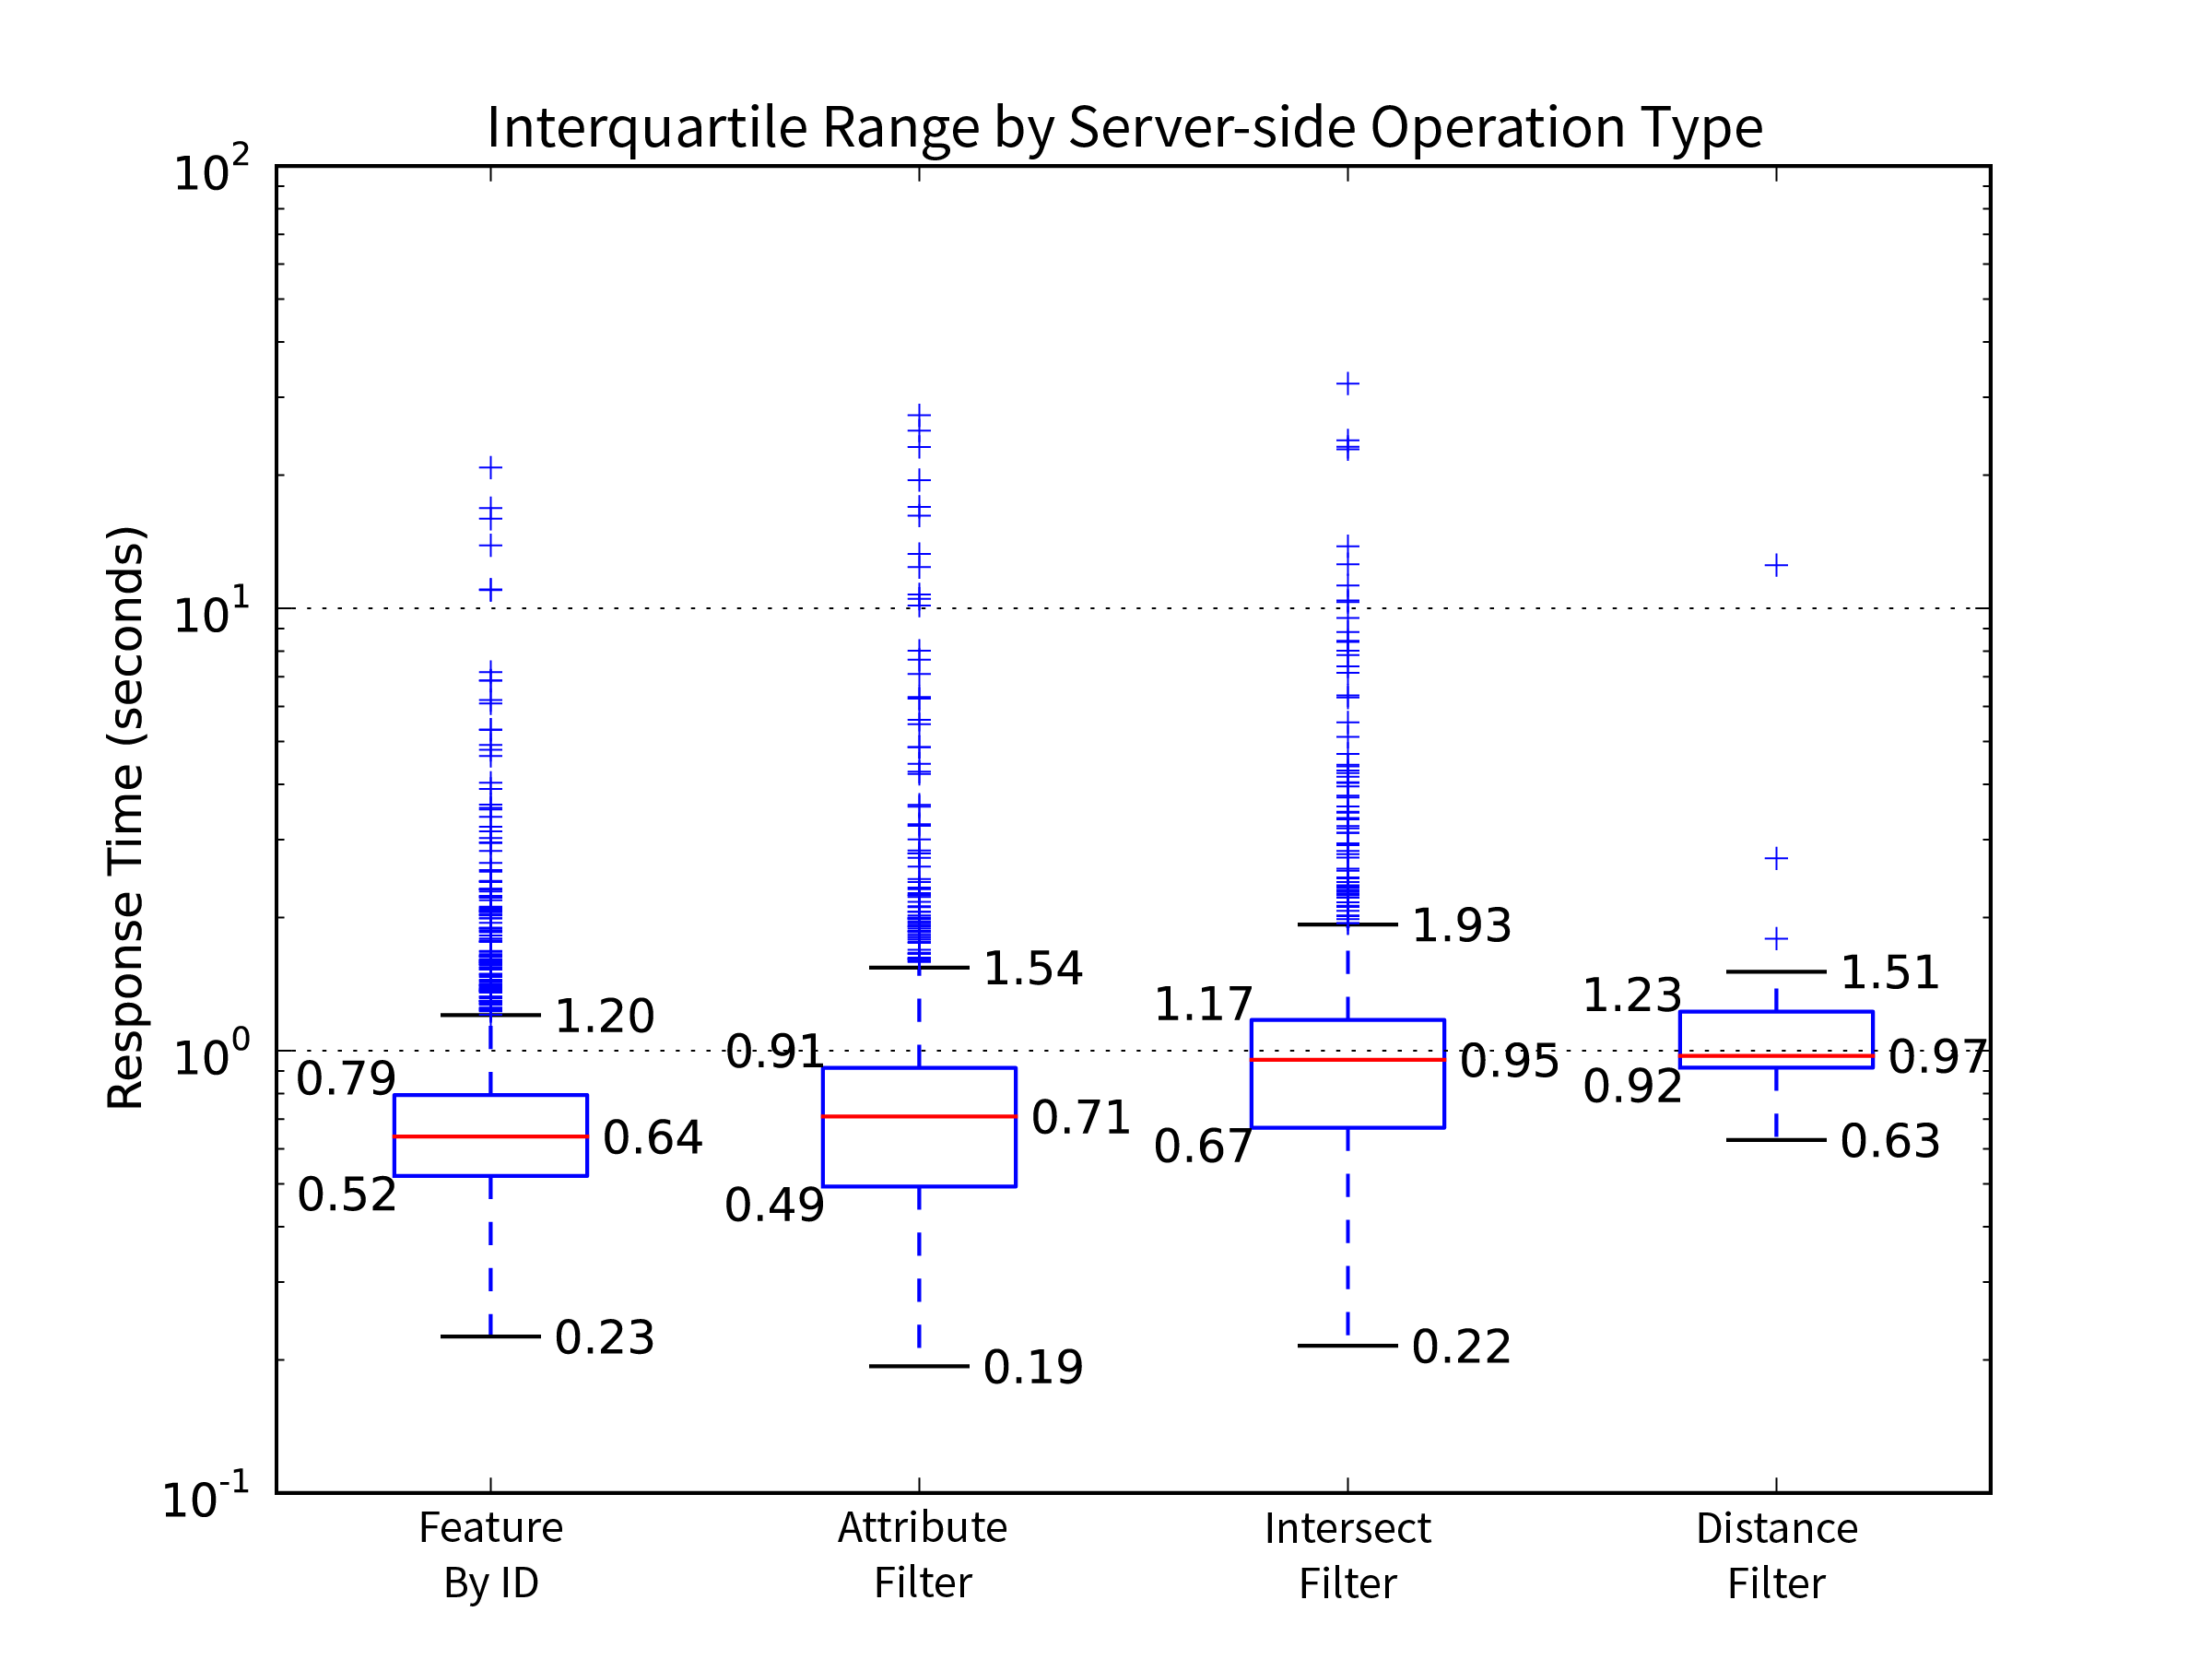 Interquartile Range by Server-side Operation Type
Response Time (seconds)
10^2
10^1
10^0
10^-1
0.79
0.52
1.20
0.64
0.23
0.91
0.49
1.54
0.71
0.19
1.17
0.67
1.93
0.95
0.22
1.23
0.92
1.51
0.97
0.63
Feature
By ID
Attribute
Filter
Intersect
Filter
Distance
Filter